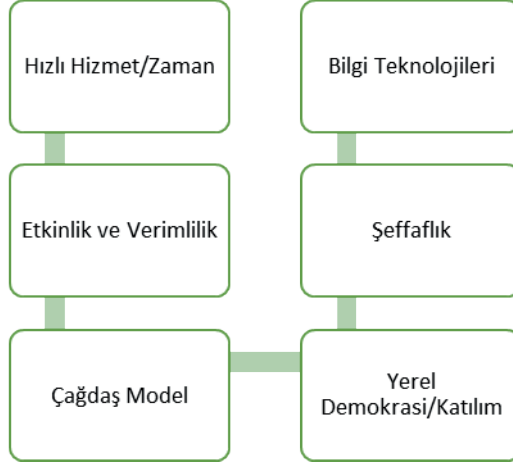 Hızlı Hizmet/Zaman
Etkinlik ve Verimlilik
Çağdaş Model
Yerel
Demokrasi/Katılım
Şeffaflık
Bilgi Teknolojileri